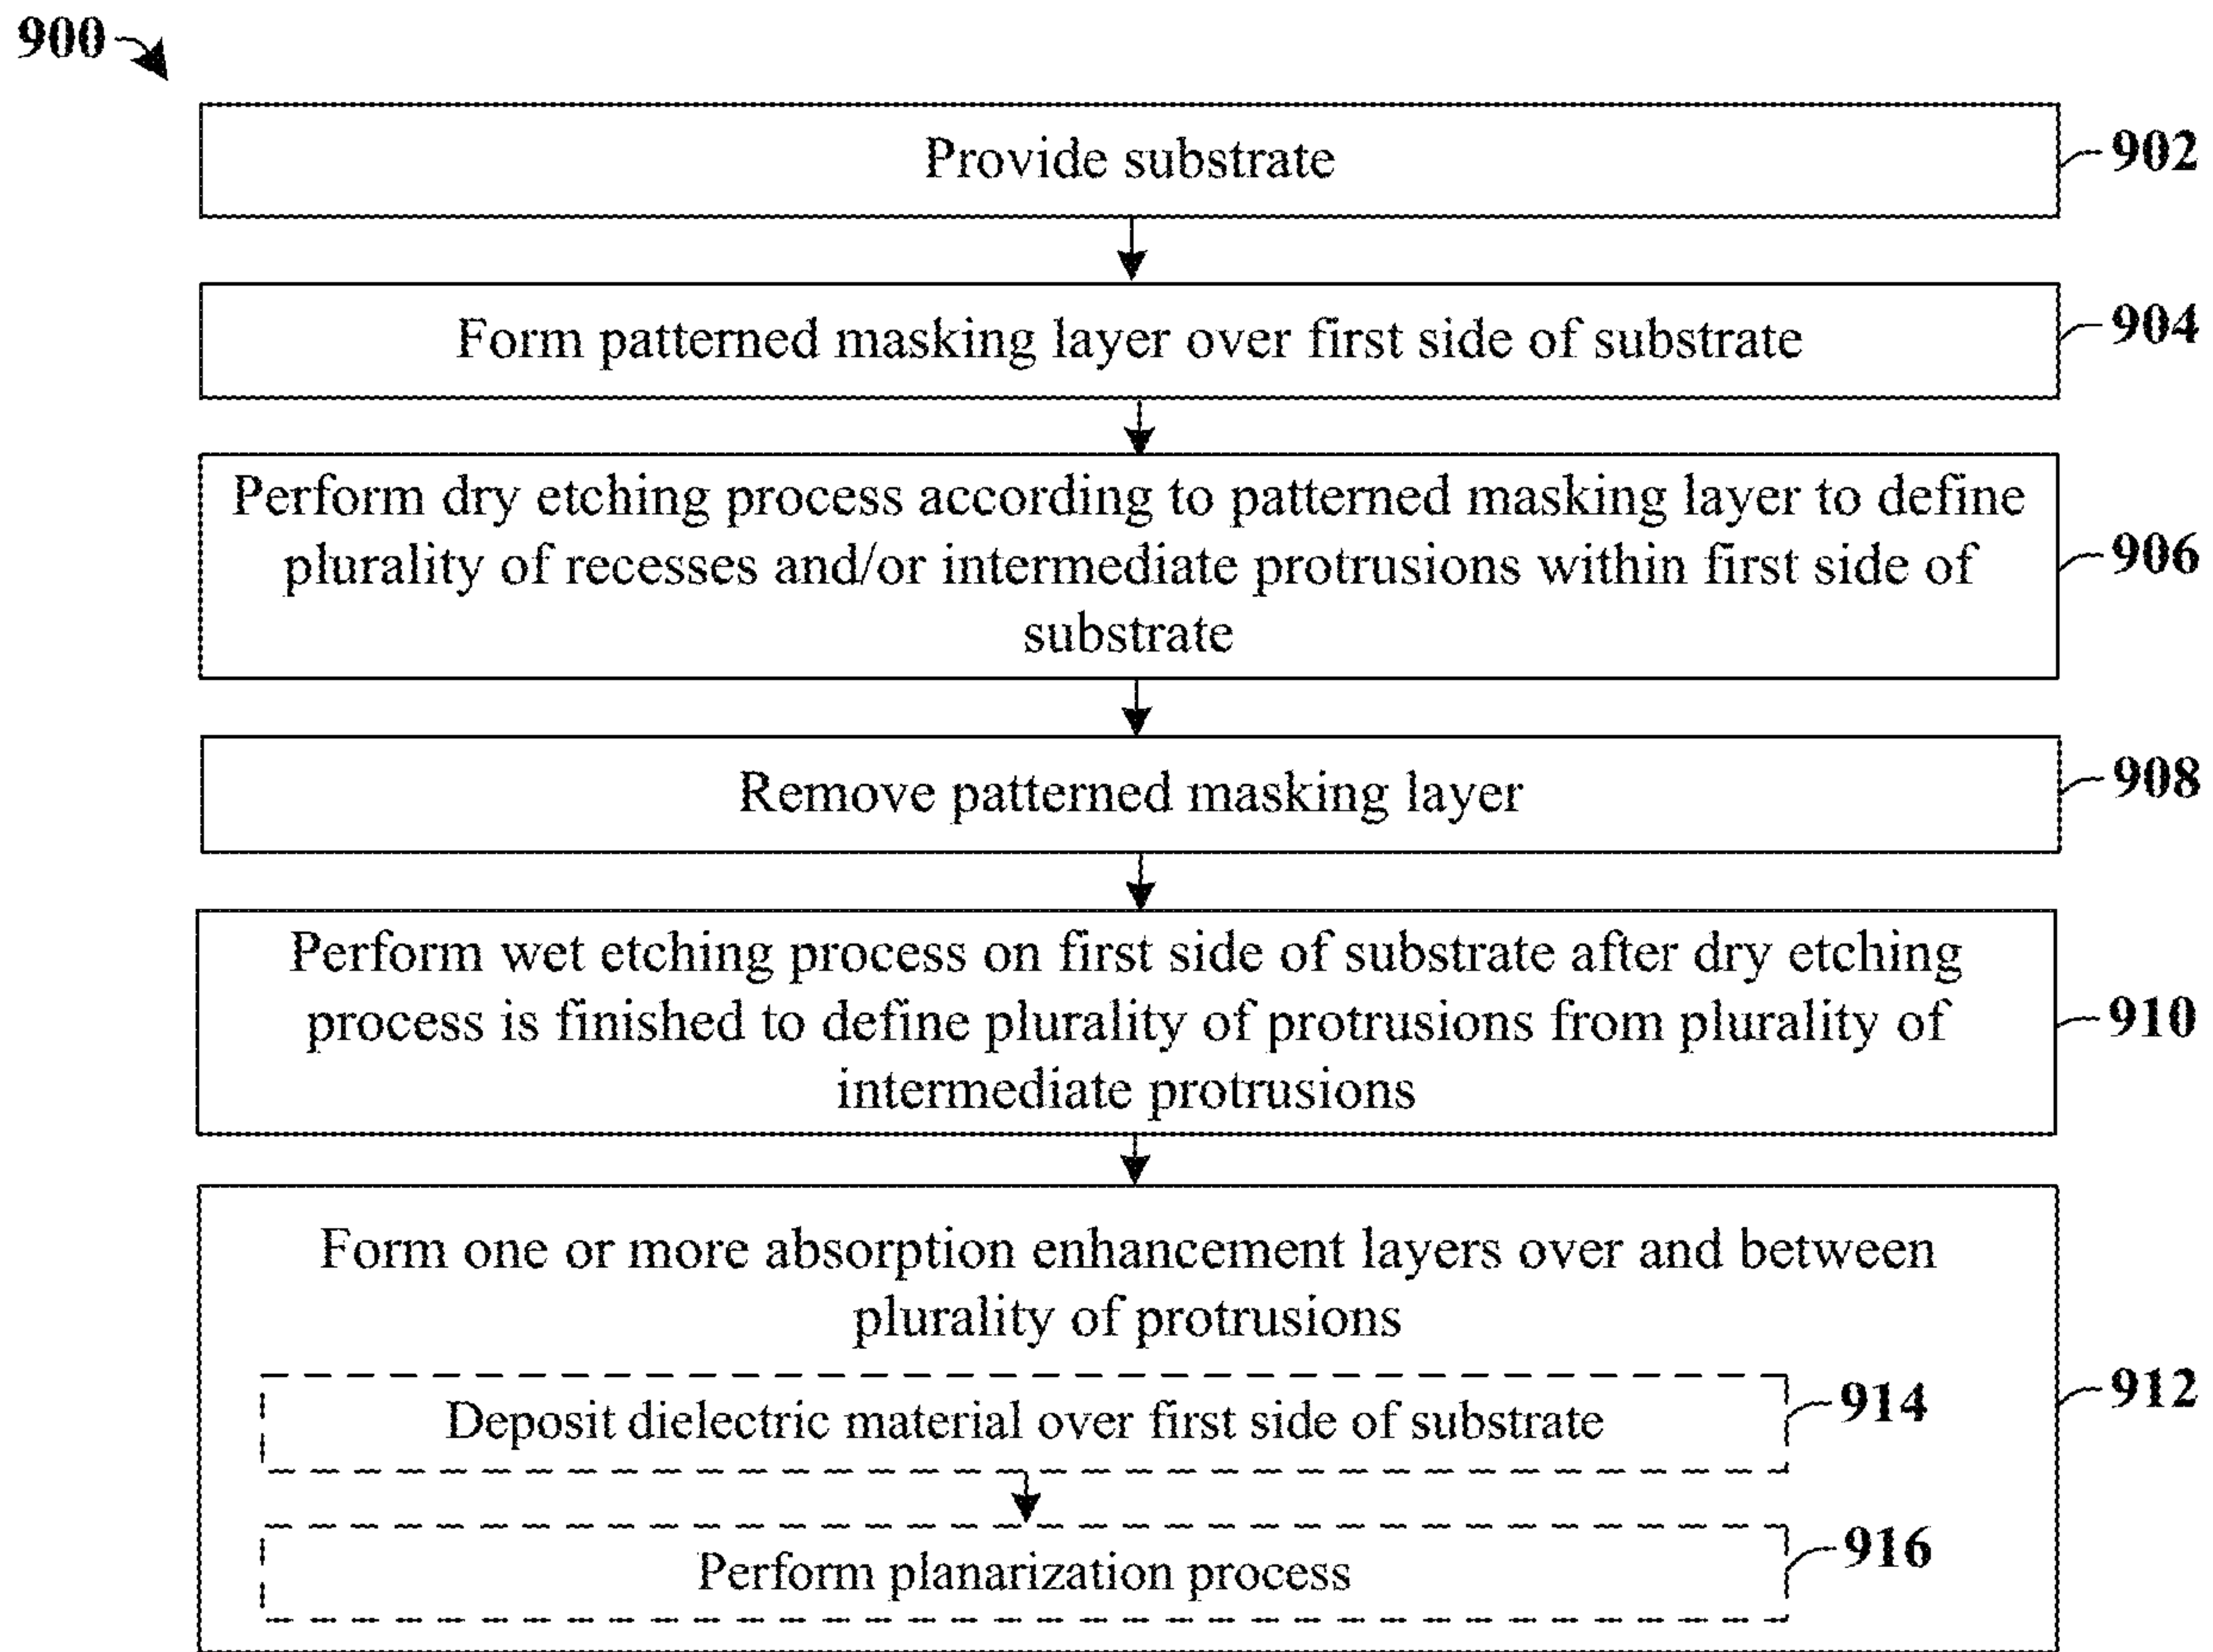 900
Provide substrate
902
Form patterned masking layer over first side of substrate
904
Perform dry etching process according to patterned masking layer to define
plurality of recesses and/or intermediate protrusions within first side of
substrate
906
Remove patterned masking layer
908
Perform wet etching process on first side of substrate after dry etching
process is finished to define plurality of protrusions from plurality of
intermediate protrusions
910
Form one or more absorption enhancement layers over and between
plurality of protrusions
912
Deposit dielectric material over first side of substrate
914
Perform planarization process
916